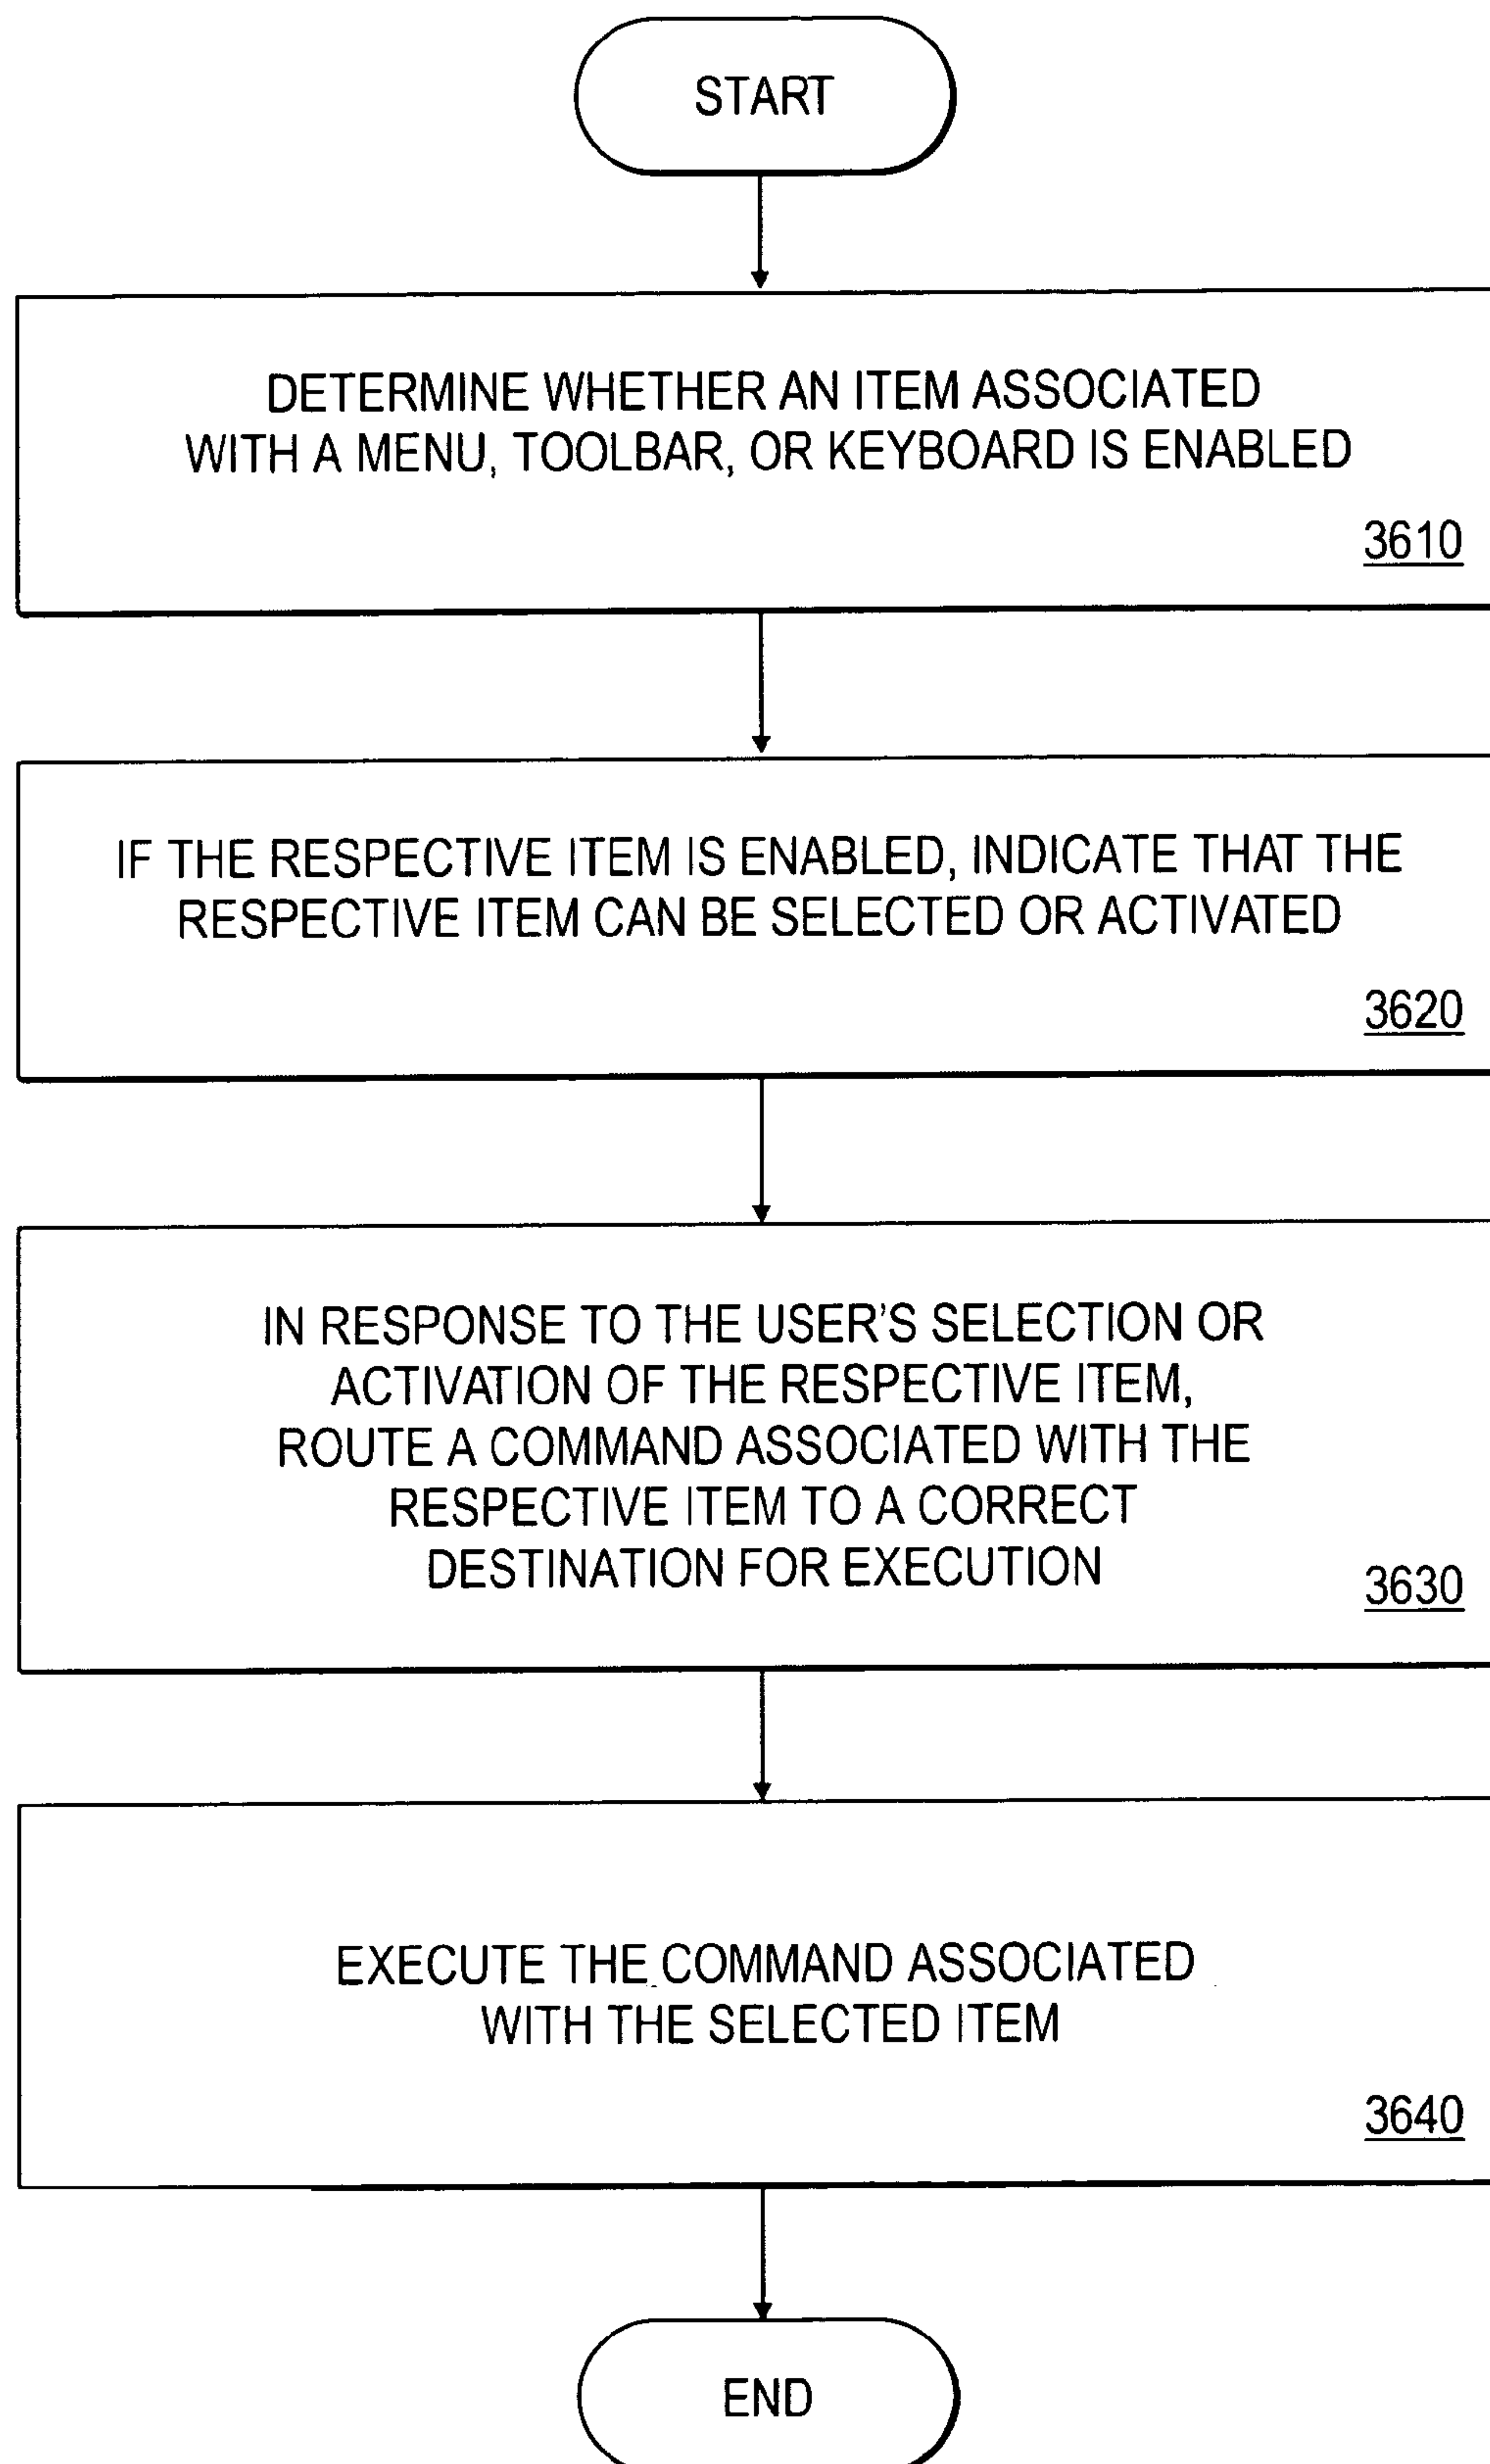 START
DETERMINE WHETHER AN ITEM ASSOCIATED
WITH A MENU, TOOLBAR, OR KEYBOARD IS ENABLED
3610
IF THE RESPECTIVE ITEM IS ENABLED, INDICATE THAT THE
RESPECTIVE ITEM CAN BE SELECTED OR ACTIVATED
3620
IN RESPONSE TO THE USER'S SELECTION OR
ACTIVATION OF THE RESPECTIVE ITEM,
ROUTE A COMMAND ASSOCIATED WITH THE
RESPECTIVE ITEM TO A CORRECT
DESTINATION FOR EXECUTION
3630
EXECUTE THE COMMAND ASSOCIATED
WITH THE SELECTED ITEM
3640
END